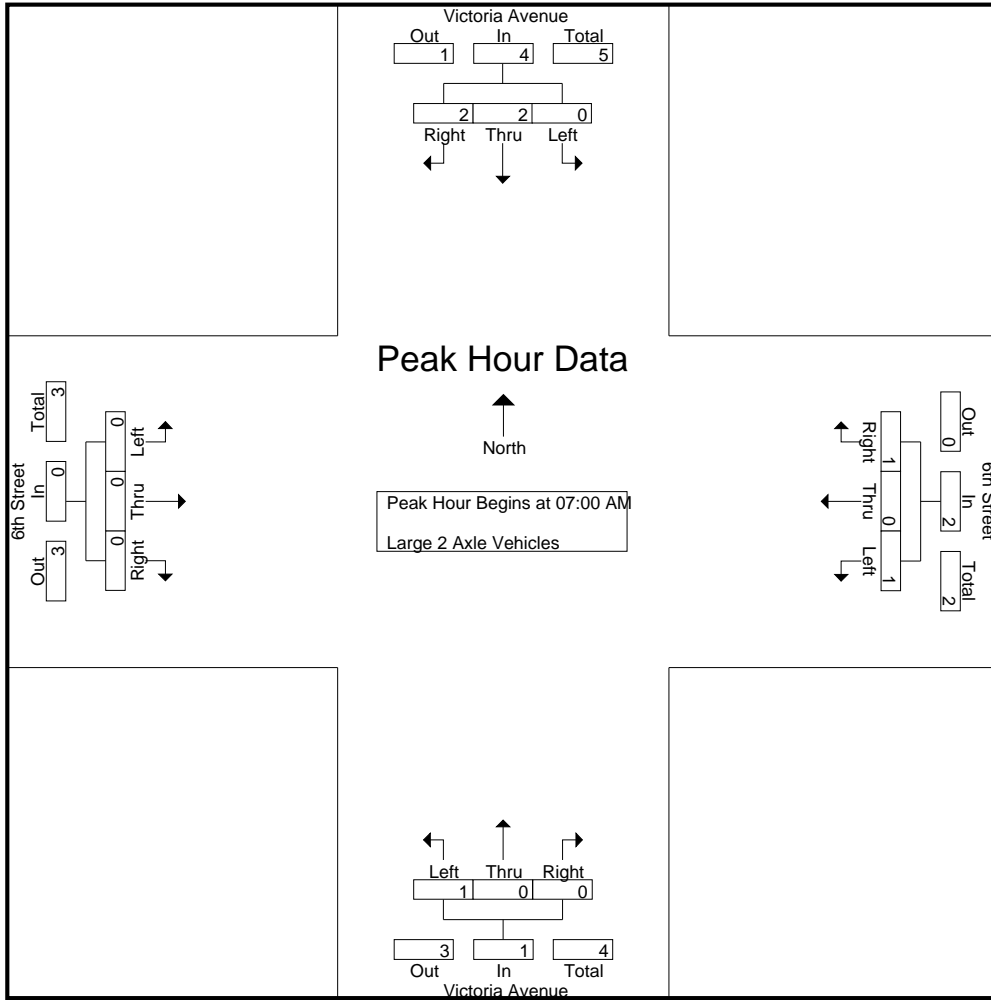 Victoria Avenue
Out In Total
1 4 5
2 2 0
Right Thru Left
Peak Hour Data
North
Peak Hour Begins at 07:00 AM
Large 2 Axle Vehicles
6th Street
Out In Total
3 0 3
0 0 0
Right Thru Left
6th Street
Out In Total
0 2 2
1 0 1
Right Thru Left
Left Thru Right
1 0 0
3 1 4
Out In Total
Victoria Avenue